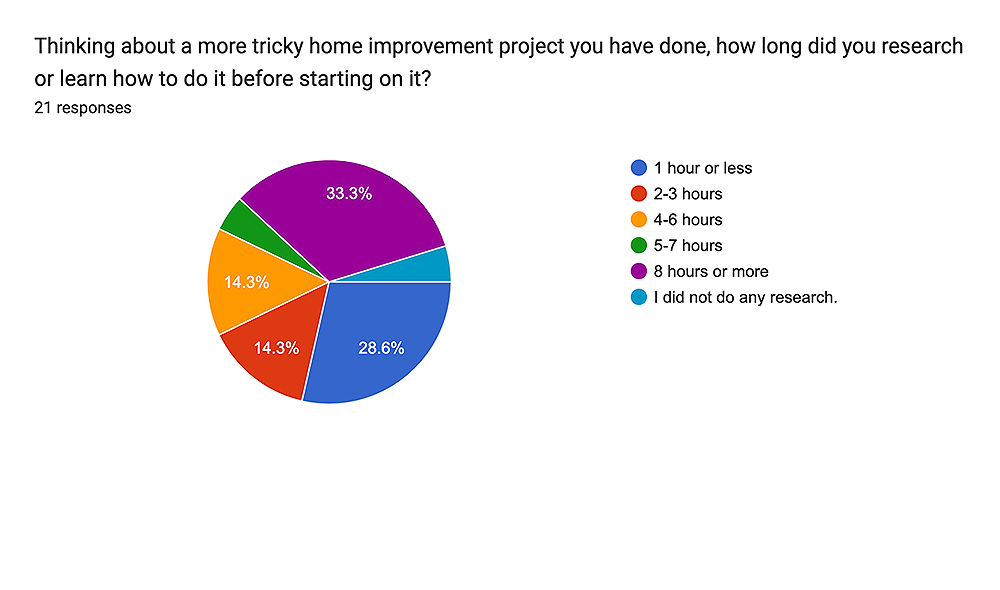 Thinking about a more tricky home improvement project you have done, how long did you research
or learn how to do it before starting on it?
21 responses
33.3%
14.3%
14.3%
28.6%
1 hour or less
2-3 hours
4-6 hours
5-7 hours
8 hours or more
I did not do any research.